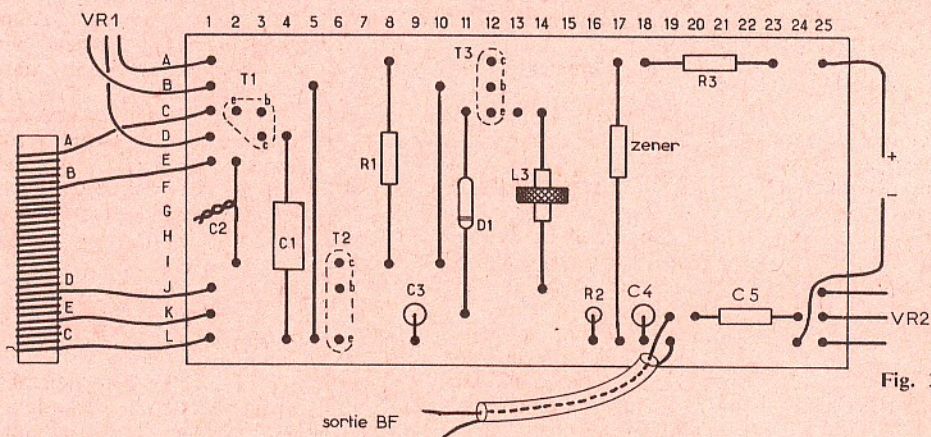 VR1
1 2 3 4 5 6 7 8 9 10 11 12 13 14 15 16 17 18 19 20 21 22 23 24 25
A
B
C
D
E
F
G
H
I
J
K
L
A
B
D
E
C
T1
e b
c
C2
C1
T2
c
b
e
R1
C3
T3
c
b
e
D1
L3
R2
zener
C4
R3
C5
+
−
VR2
sortie BF
Fig.